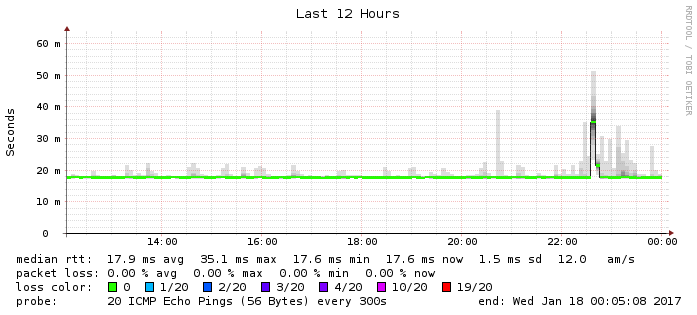 Last 12 Hours
RRDTOOL / TOBI OETIKER
Seconds
60 m
50 m
40 m
30 m
20 m
10 m
0
14:00 16:00 18:00 20:00 22:00 00:00
median rtt: 17.9 ms avg 35.1 ms max 17.6 ms min 17.6 ms now 1.5 ms sd 12.0 am/s
packet loss: 0.00 % avg 0.00 % max 0.00 % min 0.00 % now
loss color: 0 1/20 2/20 3/20 4/20 10/20 19/20
probe: 20 ICMP Echo Pings (56 Bytes) every 300s end: Wed Jan 18 00:05:08 2017